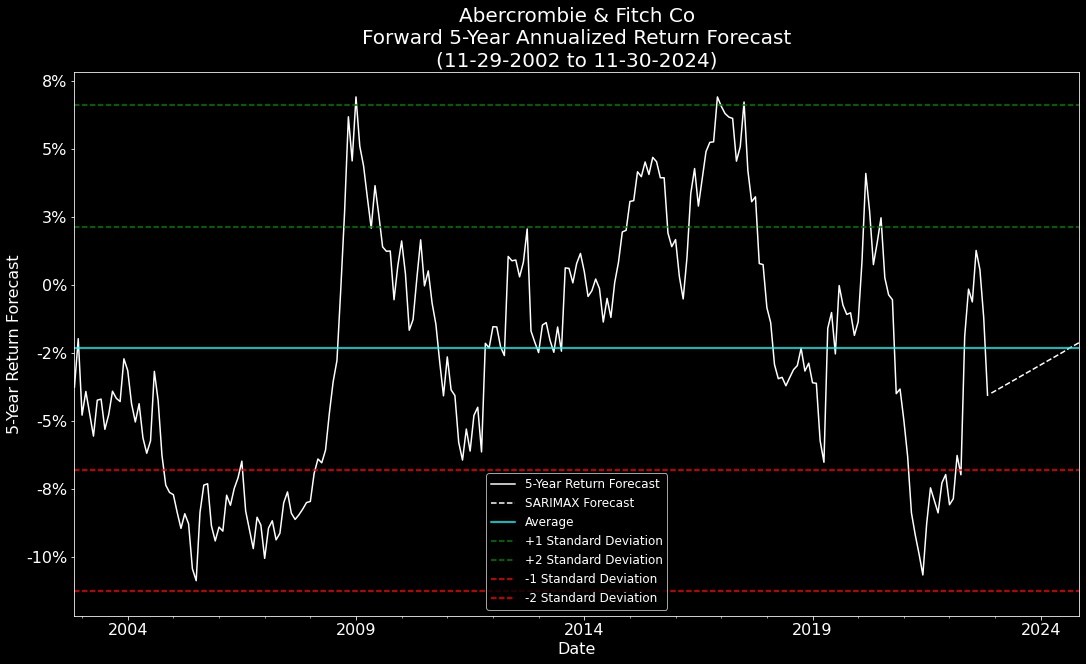 Abercrombie & Fitch Co
Forward 5-Year Annualized Return Forecast
(11-29-2002 to 11-30-2024)
8%
5%
3%
0%
-2%
-5%
-8%
-10%
5-Year Return Forecast
5-Year Return Forecast
SARIMAX Forecast
Average
+1 Standard Deviation
+2 Standard Deviation
-1 Standard Deviation
-2 Standard Deviation
2004
2009
2014
2019
2024
Date